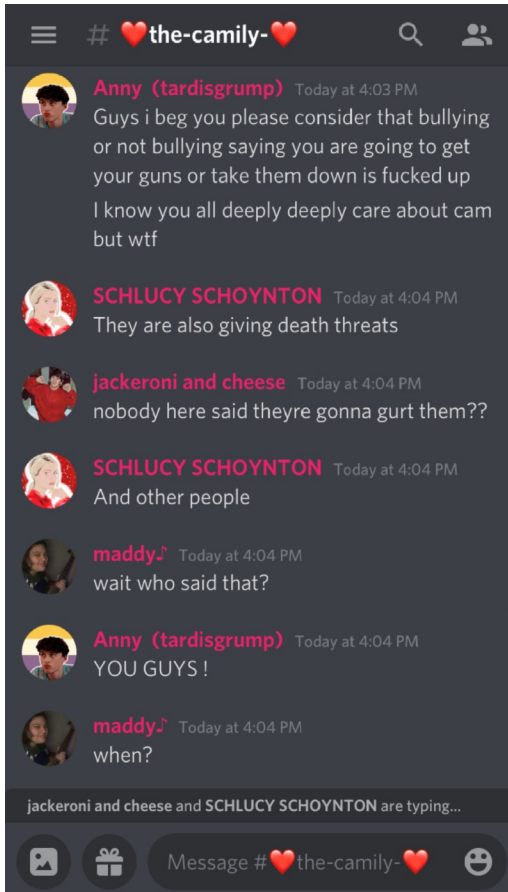 # ❤️the-camily-❤️
Anny (tardisgrump) Today at 4:03 PM
Guys i beg you please consider that bullying
or not bullying saying you are going to get
your guns or take them down is fucked up
I know you all deeply deeply care about cam
but wtf
SCHLUCY SCHOYNTON Today at 4:04 PM
They are also giving death threats
jackeroni and cheese Today at 4:04 PM
nobody here said theyre gonna gurt them??
SCHLUCY SCHOYNTON Today at 4:04 PM
And other people
maddy♪ Today at 4:04 PM
wait who said that?
Anny (tardisgrump) Today at 4:04 PM
YOU GUYS !
maddy♪ Today at 4:04 PM
when?
jackeroni and cheese and SCHLUCY SCHOYNTON are typing...
Message #❤️the-camily-❤️